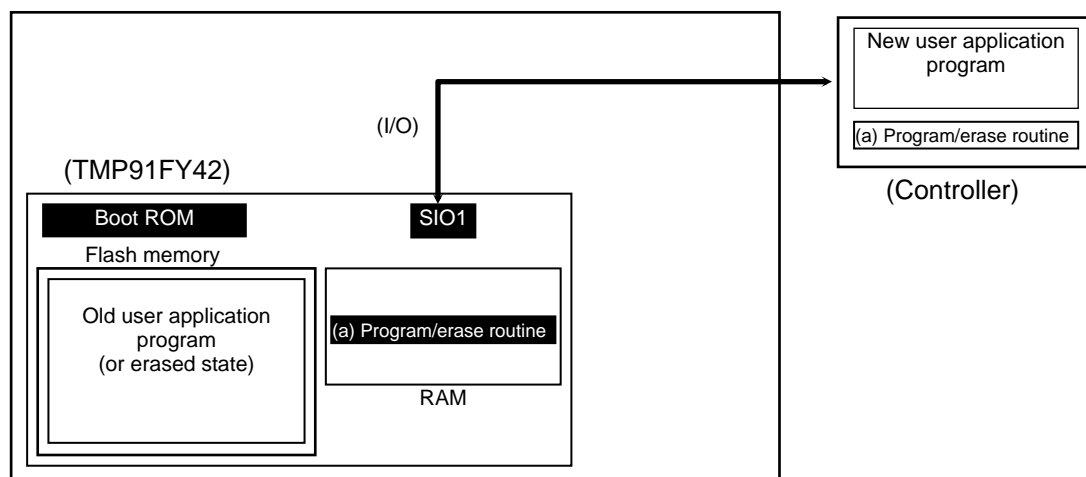 New user application
program
(a) Program/erase routine
(Controller)
(I/O)
(TMP91FY42)
Boot ROM
SIO1
Flash memory
Old user application
program
(or erased state)
(a) Program/erase routine
RAM